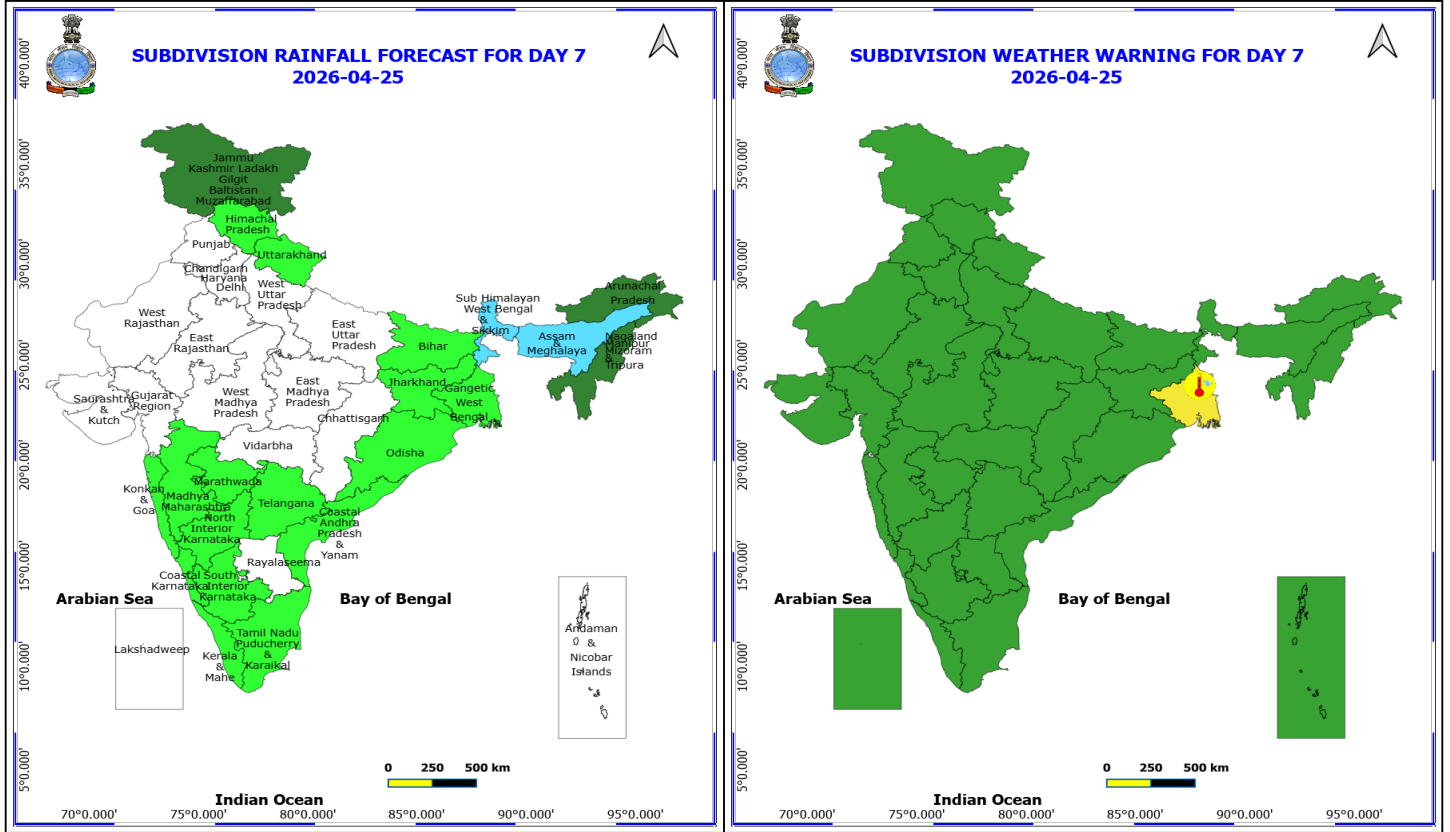 SUBDIVISION RAINFALL FORECAST FOR DAY 7
2026-04-25
40°0.000'
35°0.000'
30°0.000'
25°0.000'
20°0.000'
15°0.000'
10°0.000'
5°0.000'
Jammu
Kashmir Ladakh
Gilgit
Baltistan
Muzaffarabad
Himachal
Pradesh
Punjab
Uttarakhand
Chandigarh
Haryana
Delhi
West
Uttar
Pradesh
West
Rajasthan
East
Rajasthan
East
Uttar
Pradesh
Sub Himalayan
West Bengal
&
Sikkim
Arunachal
Pradesh
Assam
&
Meghalaya
Nagaland
Manipur
Mizoram
&
Tripura
Bihar
Jharkhand
Gangetic
West
Bengal
Saurashtra
&
Kutch
Gujarat
Region
West
Madhya
Pradesh
East
Madhya
Pradesh
Chhattisgarh
Vidarbha
Odisha
Konkan
&
Goa
Marathwada
Madhya
Maharashtra
Telangana
North
Interior
Karnataka
Coastal
Andhra
Pradesh
&
Yanam
Rayalaseema
Coastal
Karnataka
South
Interior
Karnataka
Arabian Sea
Bay of Bengal
Lakshadweep
Tamil Nadu
Puducherry
&
Karaikal
Kerala
&
Mahe
Andaman
&
Nicobar
Islands
0 250 500 km
Indian Ocean
70°0.000' 75°0.000' 80°0.000' 85°0.000' 90°0.000' 95°0.000'
SUBDIVISION WEATHER WARNING FOR DAY 7
2026-04-25
40°0.000'
35°0.000'
30°0.000'
25°0.000'
20°0.000'
15°0.000'
10°0.000'
5°0.000'
Arabian Sea
Bay of Bengal
0 250 500 km
Indian Ocean
70°0.000' 75°0.000' 80°0.000' 85°0.000' 90°0.000' 95°0.000'